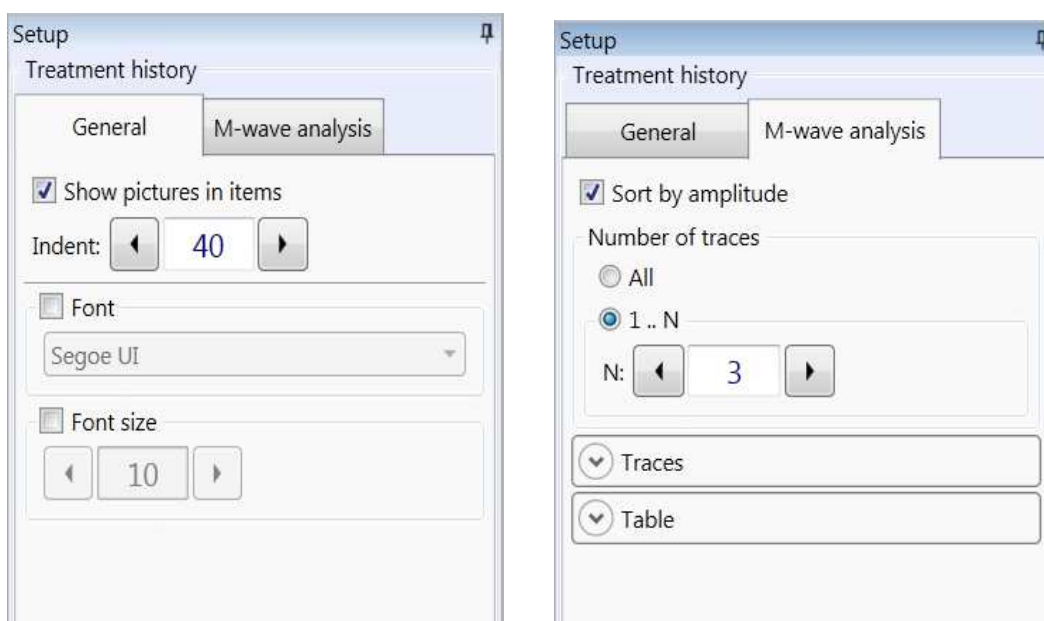 Setup
Treatment history
General M-wave analysis
Show pictures in items
Indent: 40
Font
Segoe UI
Font size
10
Setup
Treatment history
General M-wave analysis
Sort by amplitude
Number of traces
All
1 .. N
N: 3
Traces
Table